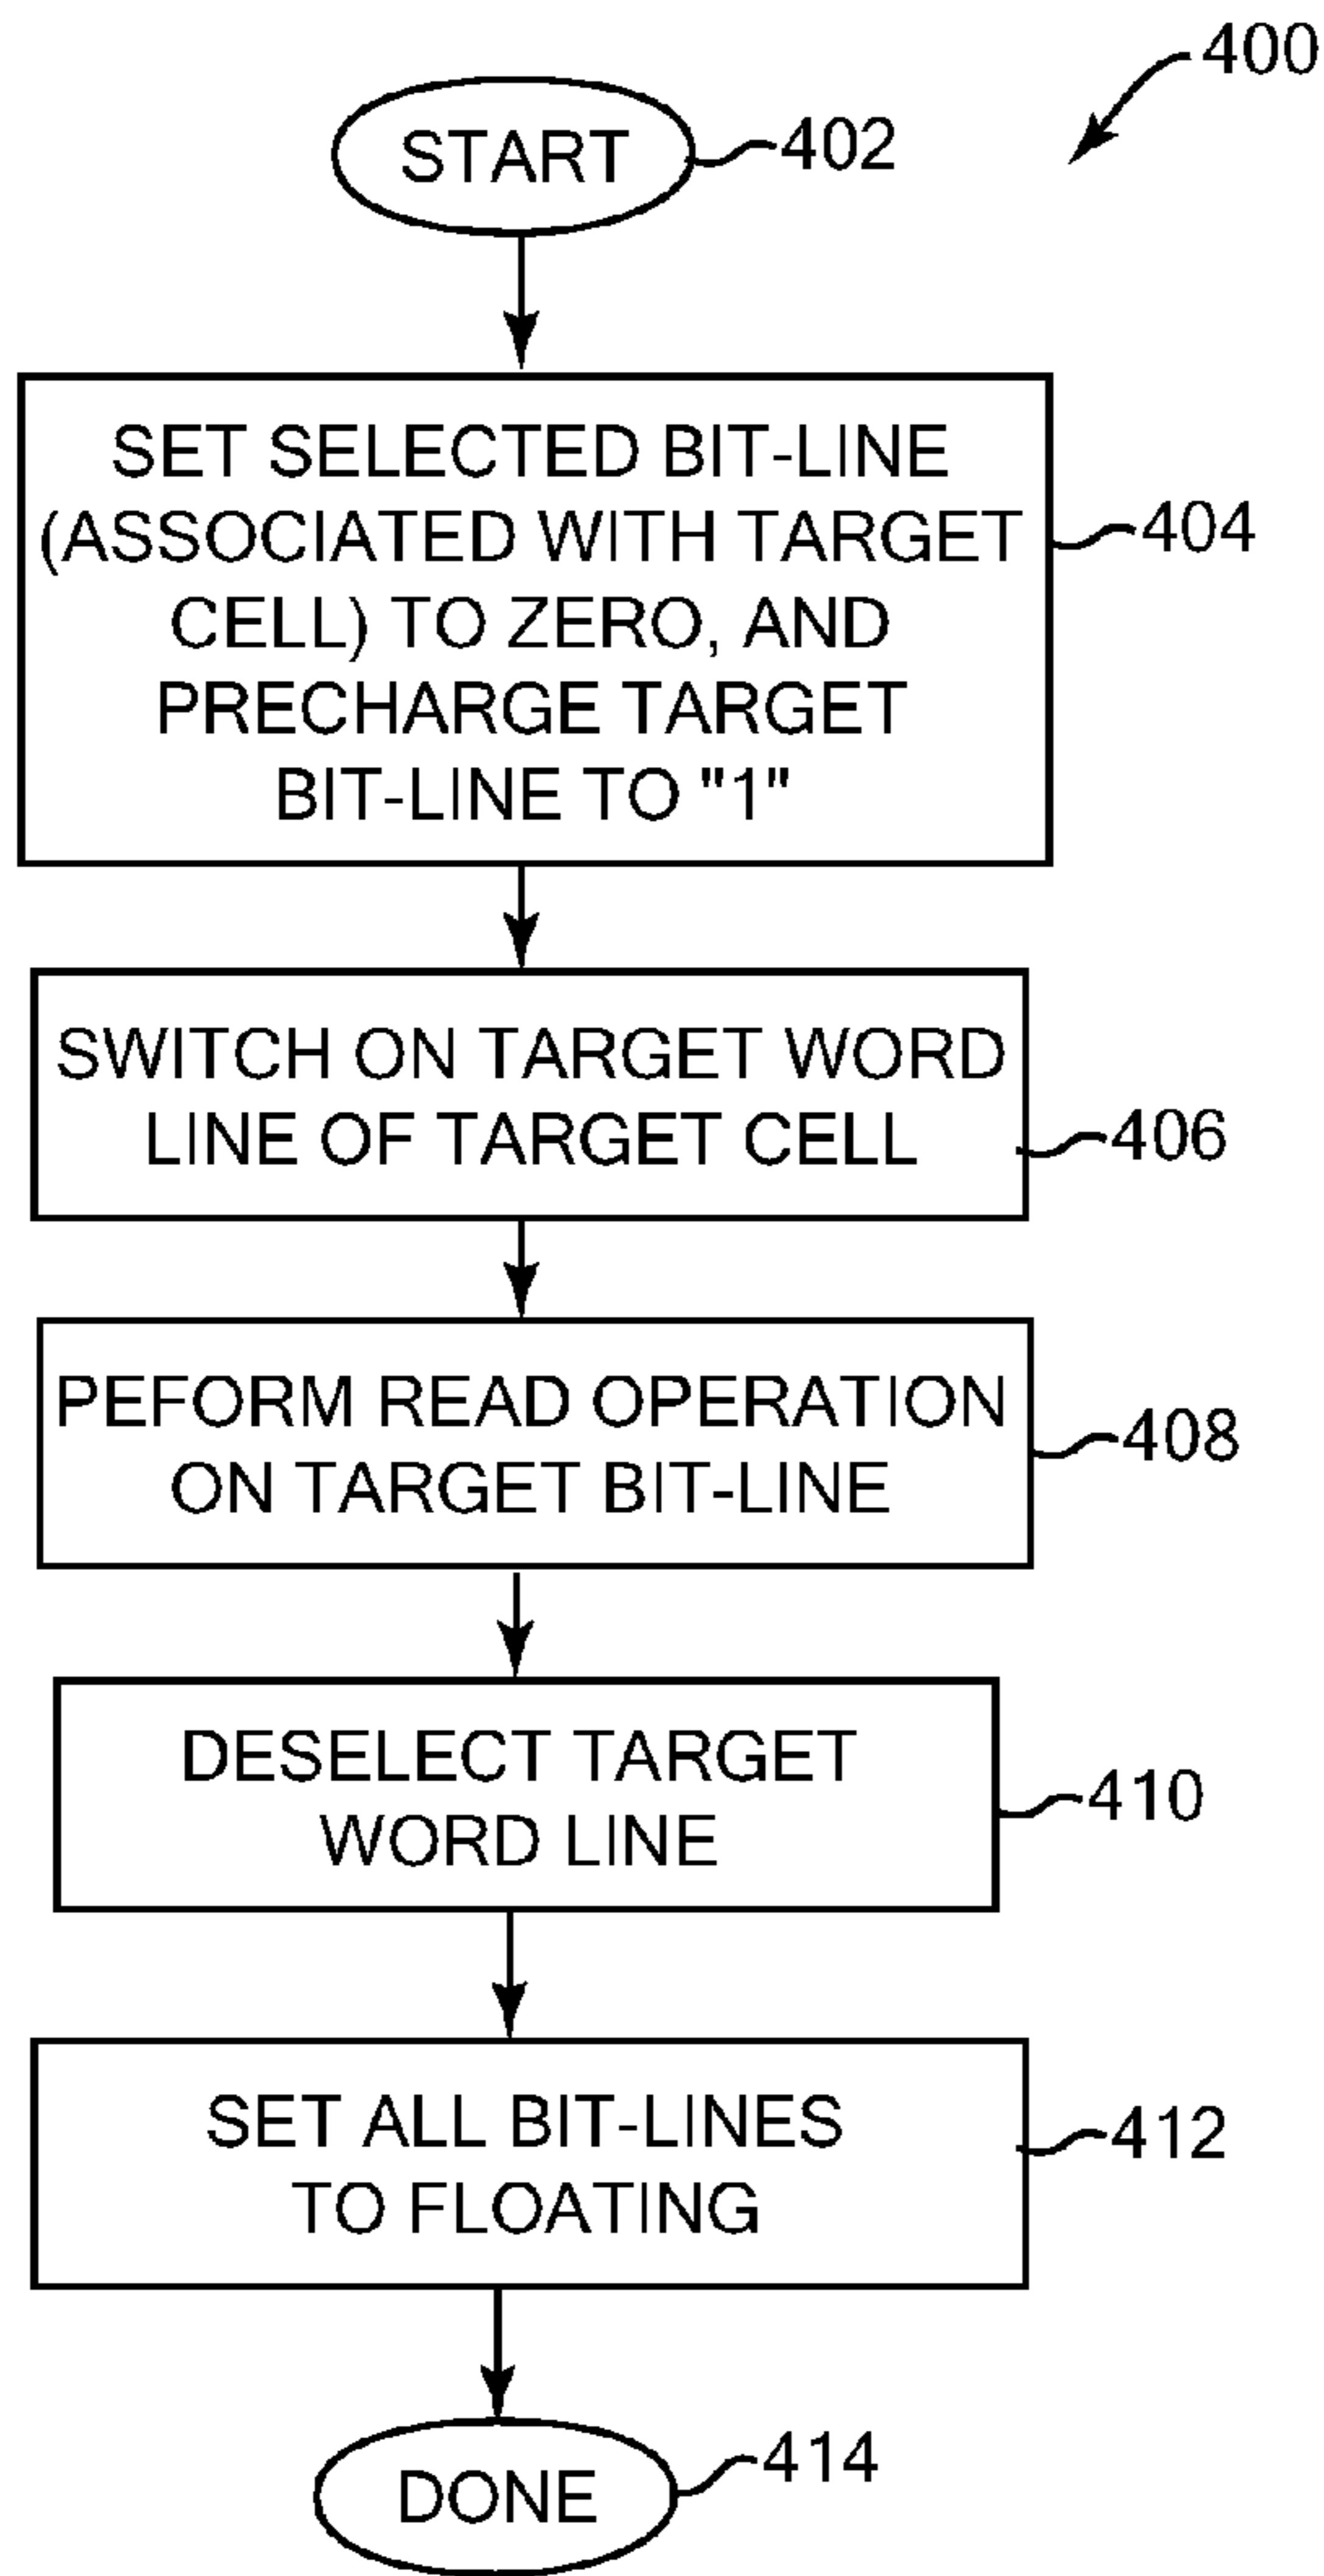 400
START
402
SET SELECTED BIT-LINE
(ASSOCIATED WITH TARGET
CELL) TO ZERO, AND
PRECHARGE TARGET
BIT-LINE TO "1"
404
SWITCH ON TARGET WORD
LINE OF TARGET CELL
406
PEFORM READ OPERATION
ON TARGET BIT-LINE
408
DESELECT TARGET
WORD LINE
410
SET ALL BIT-LINES
TO FLOATING
412
DONE
414